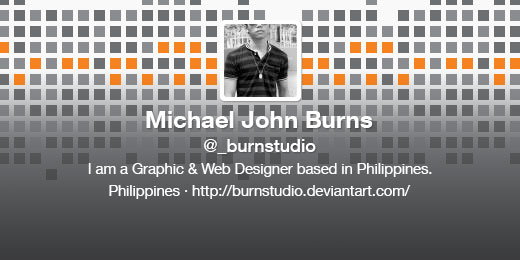 Michael John Burns
@_burnstudio
I am a Graphic & Web Designer based in Philippines.
Philippines · http://burnstudio.deviantart.com/